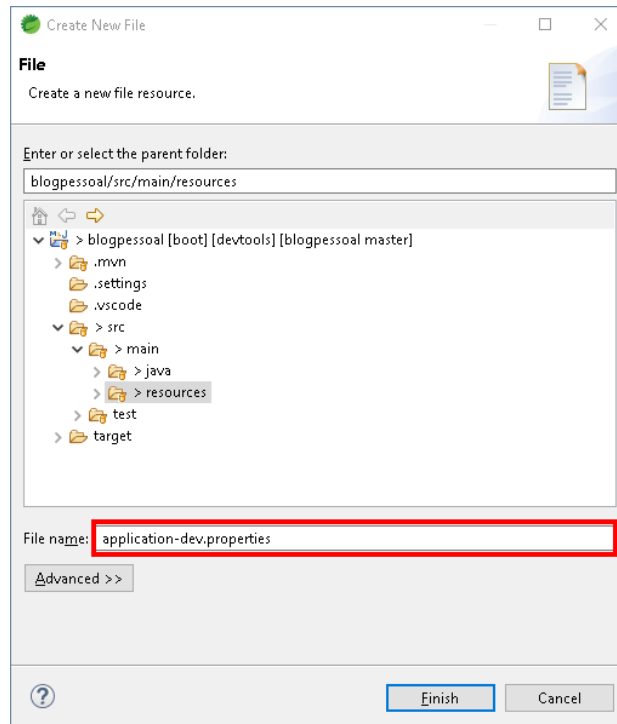 Create New File
File
Create a new file resource.
Enter or select the parent folder:
blogpessoal/src/main/resources
> blogpessoal [boot] [devtools] [blogpessoal master]
.mvn
.settings
.vscode
> src
> main
> java
> resources
test
target
File name: application-dev.properties
Advanced >>
Finish Cancel